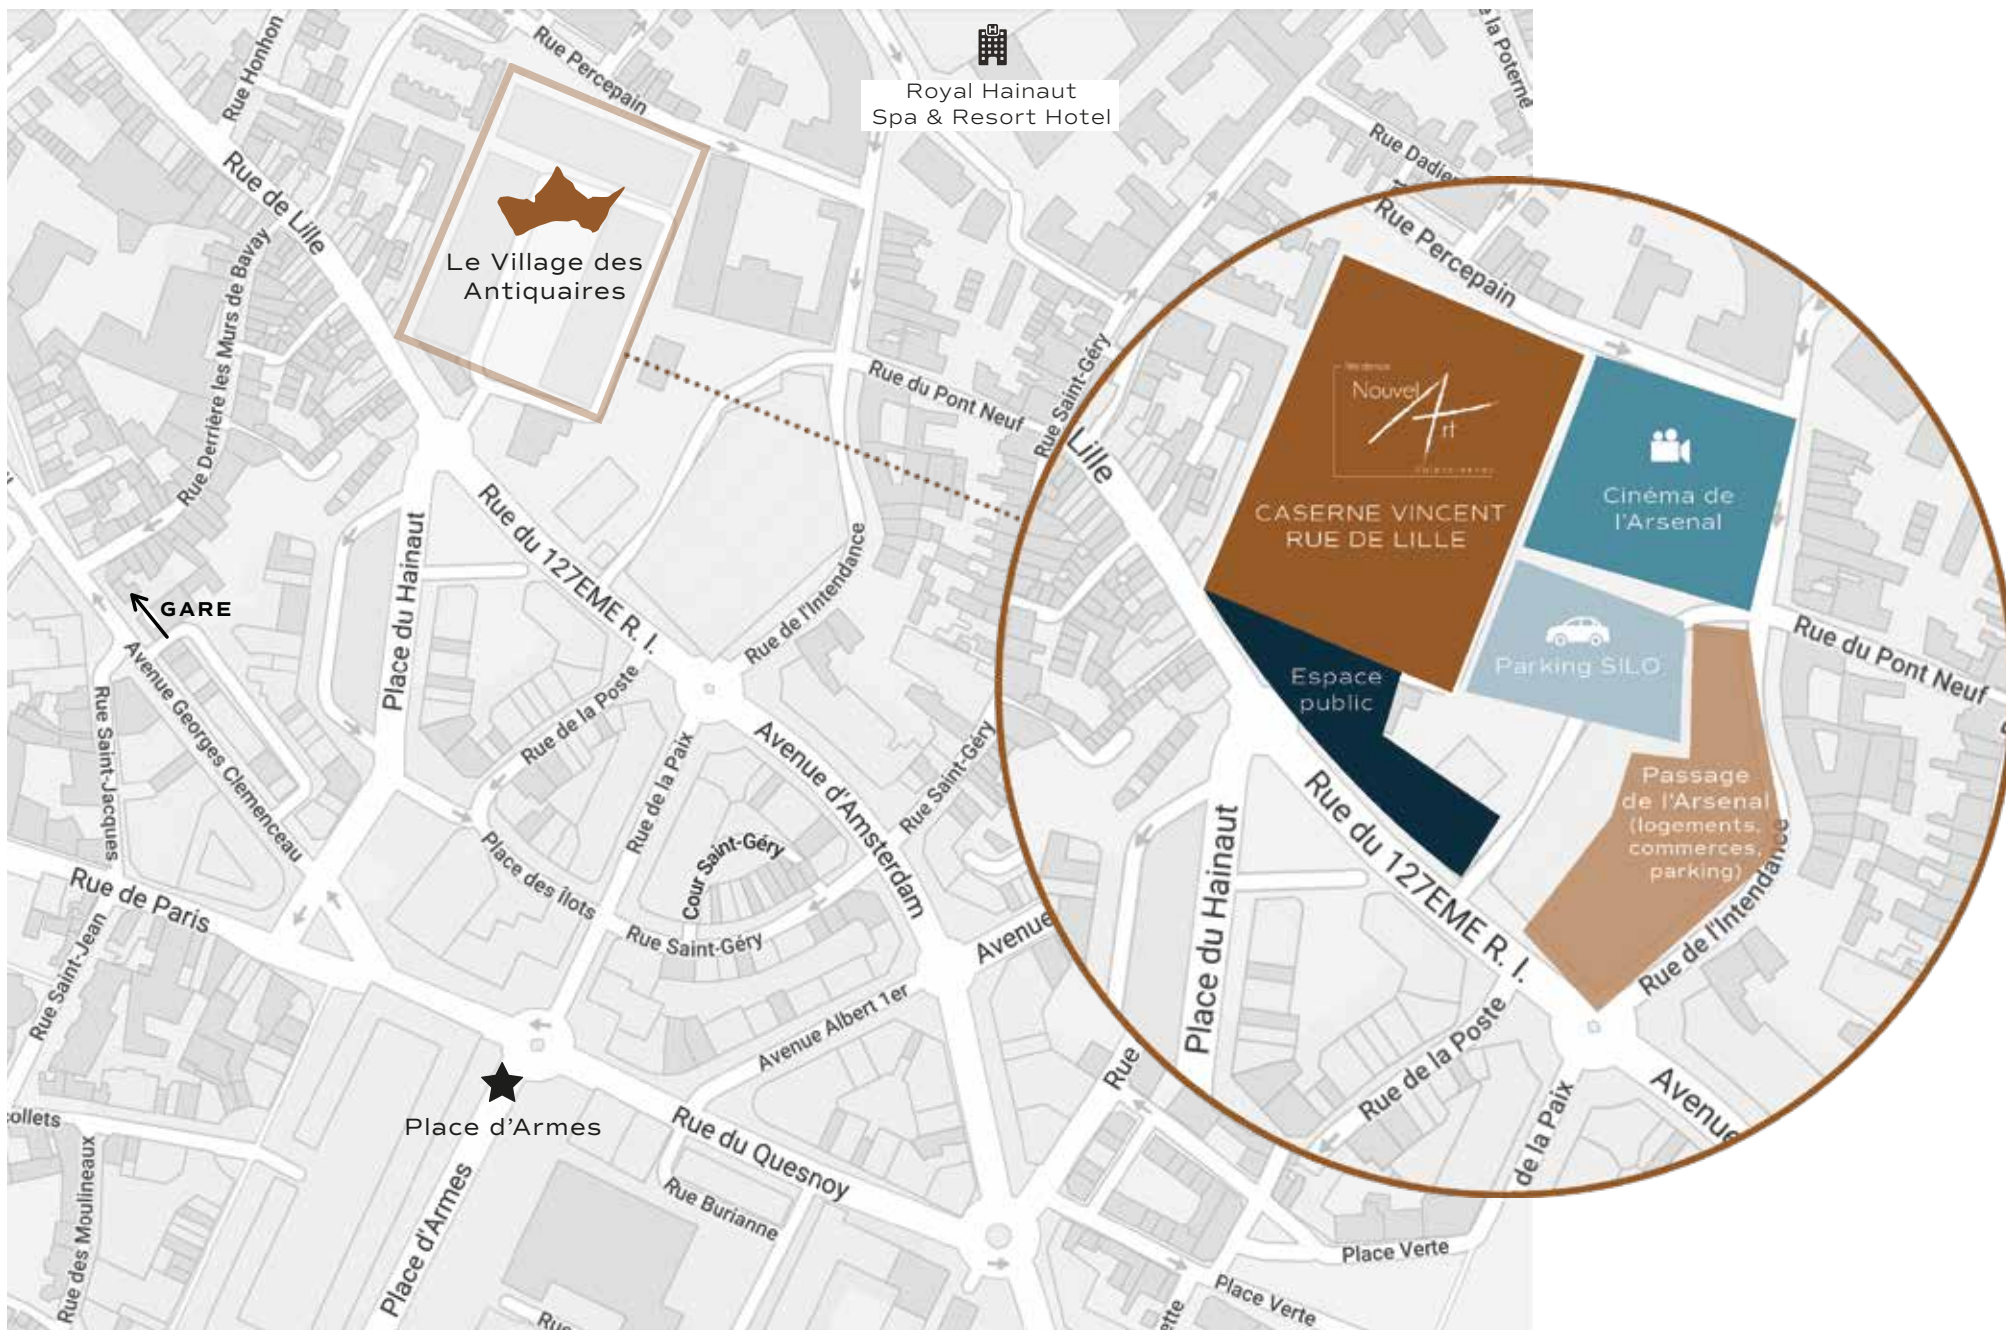 Rue Honhon
Rue Percepain
Royal Hainaut
Spa & Resort Hotel
la Poterne
Rue Dadien
Rue de Lille
Le Village des
Antiquaires
Rue Derrière les Murs de Bavay
Rue du Pont Neuf
Rue Saint-Géry
Rue du 127EME R. I.
Rue de l'Intendance
Place du Hainaut
GARE
Avenue Georges Clemenceau
Rue Saint-Jacques
Rue de la Poste
Rue de la Paix
Avenue d'Amsterdam
Rue Saint-Géry
Cour Saint-Géry
Place des Îlots
Rue Saint-Géry
Rue de Paris
Rue Saint-Jean
Avenue
Avenue Albert 1er
Place d'Armes
Rue du Quesnoy
Rue Burianne
Place d'Armes
collets
Rue des Moulineaux
Rue
Rue
Place Verte
Place Verte
ette
Rue Percepain
Lille
Nouvel
Art
CASERNE VINCENT
RUE DE LILLE
Cinéma de
l'Arsenal
Parking SILO
Espace
public
Rue du Pont Neuf
Passage
de l'Arsenal
(logements,
commerces,
parking)
Place du Hainaut
Rue du 127EME R. I.
Rue de l'Intendance
Rue de la Poste
de la Paix
Avenue